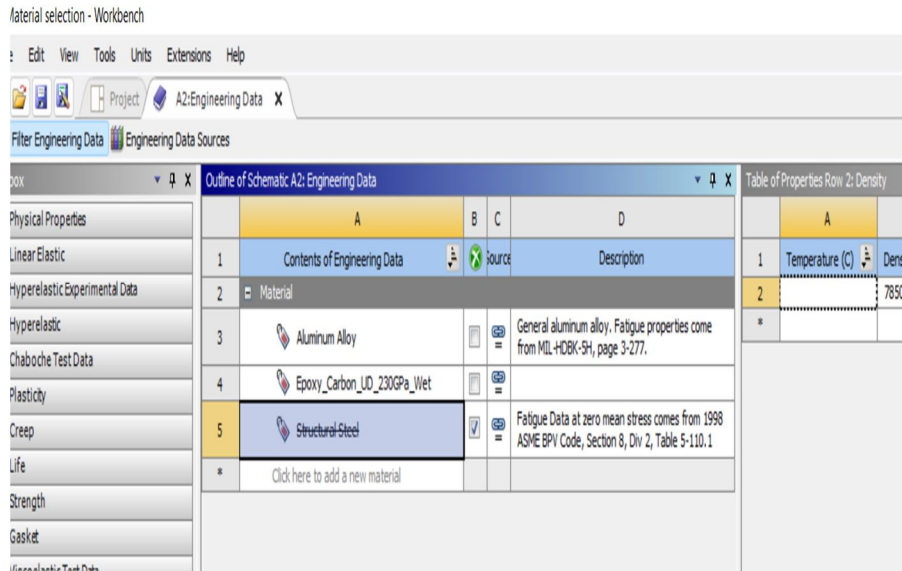 Material selection - Workbench
Edit View Tools Units Extensions Help
Project A2:Engineering Data X
Filter Engineering Data Engineering Data Sources
Outline of Schematic A2: Engineering Data
Table of Properties Row 2: Density
Physical Properties
Linear Elastic
Hyperelastic Experimental Data
Hyperelastic
Chaboche Test Data
Plasticity
Creep
Life
Strength
Gasket
A B C D
1 Contents of Engineering Data Source Description
2 Material
3 Aluminum Alloy General aluminum alloy. Fatigue properties come
from MIL-HDBK-5H, page 3-277.
4 Epoxy_Carbon_UD_230GPa_Wet
5 Structural Steel Fatigue Data at zero mean stress comes from 1998
ASME BPV Code, Section 8, Div 2, Table 5-110.1
* Click here to add a new material
A
1 Temperature (C) Dens
2 7850
*